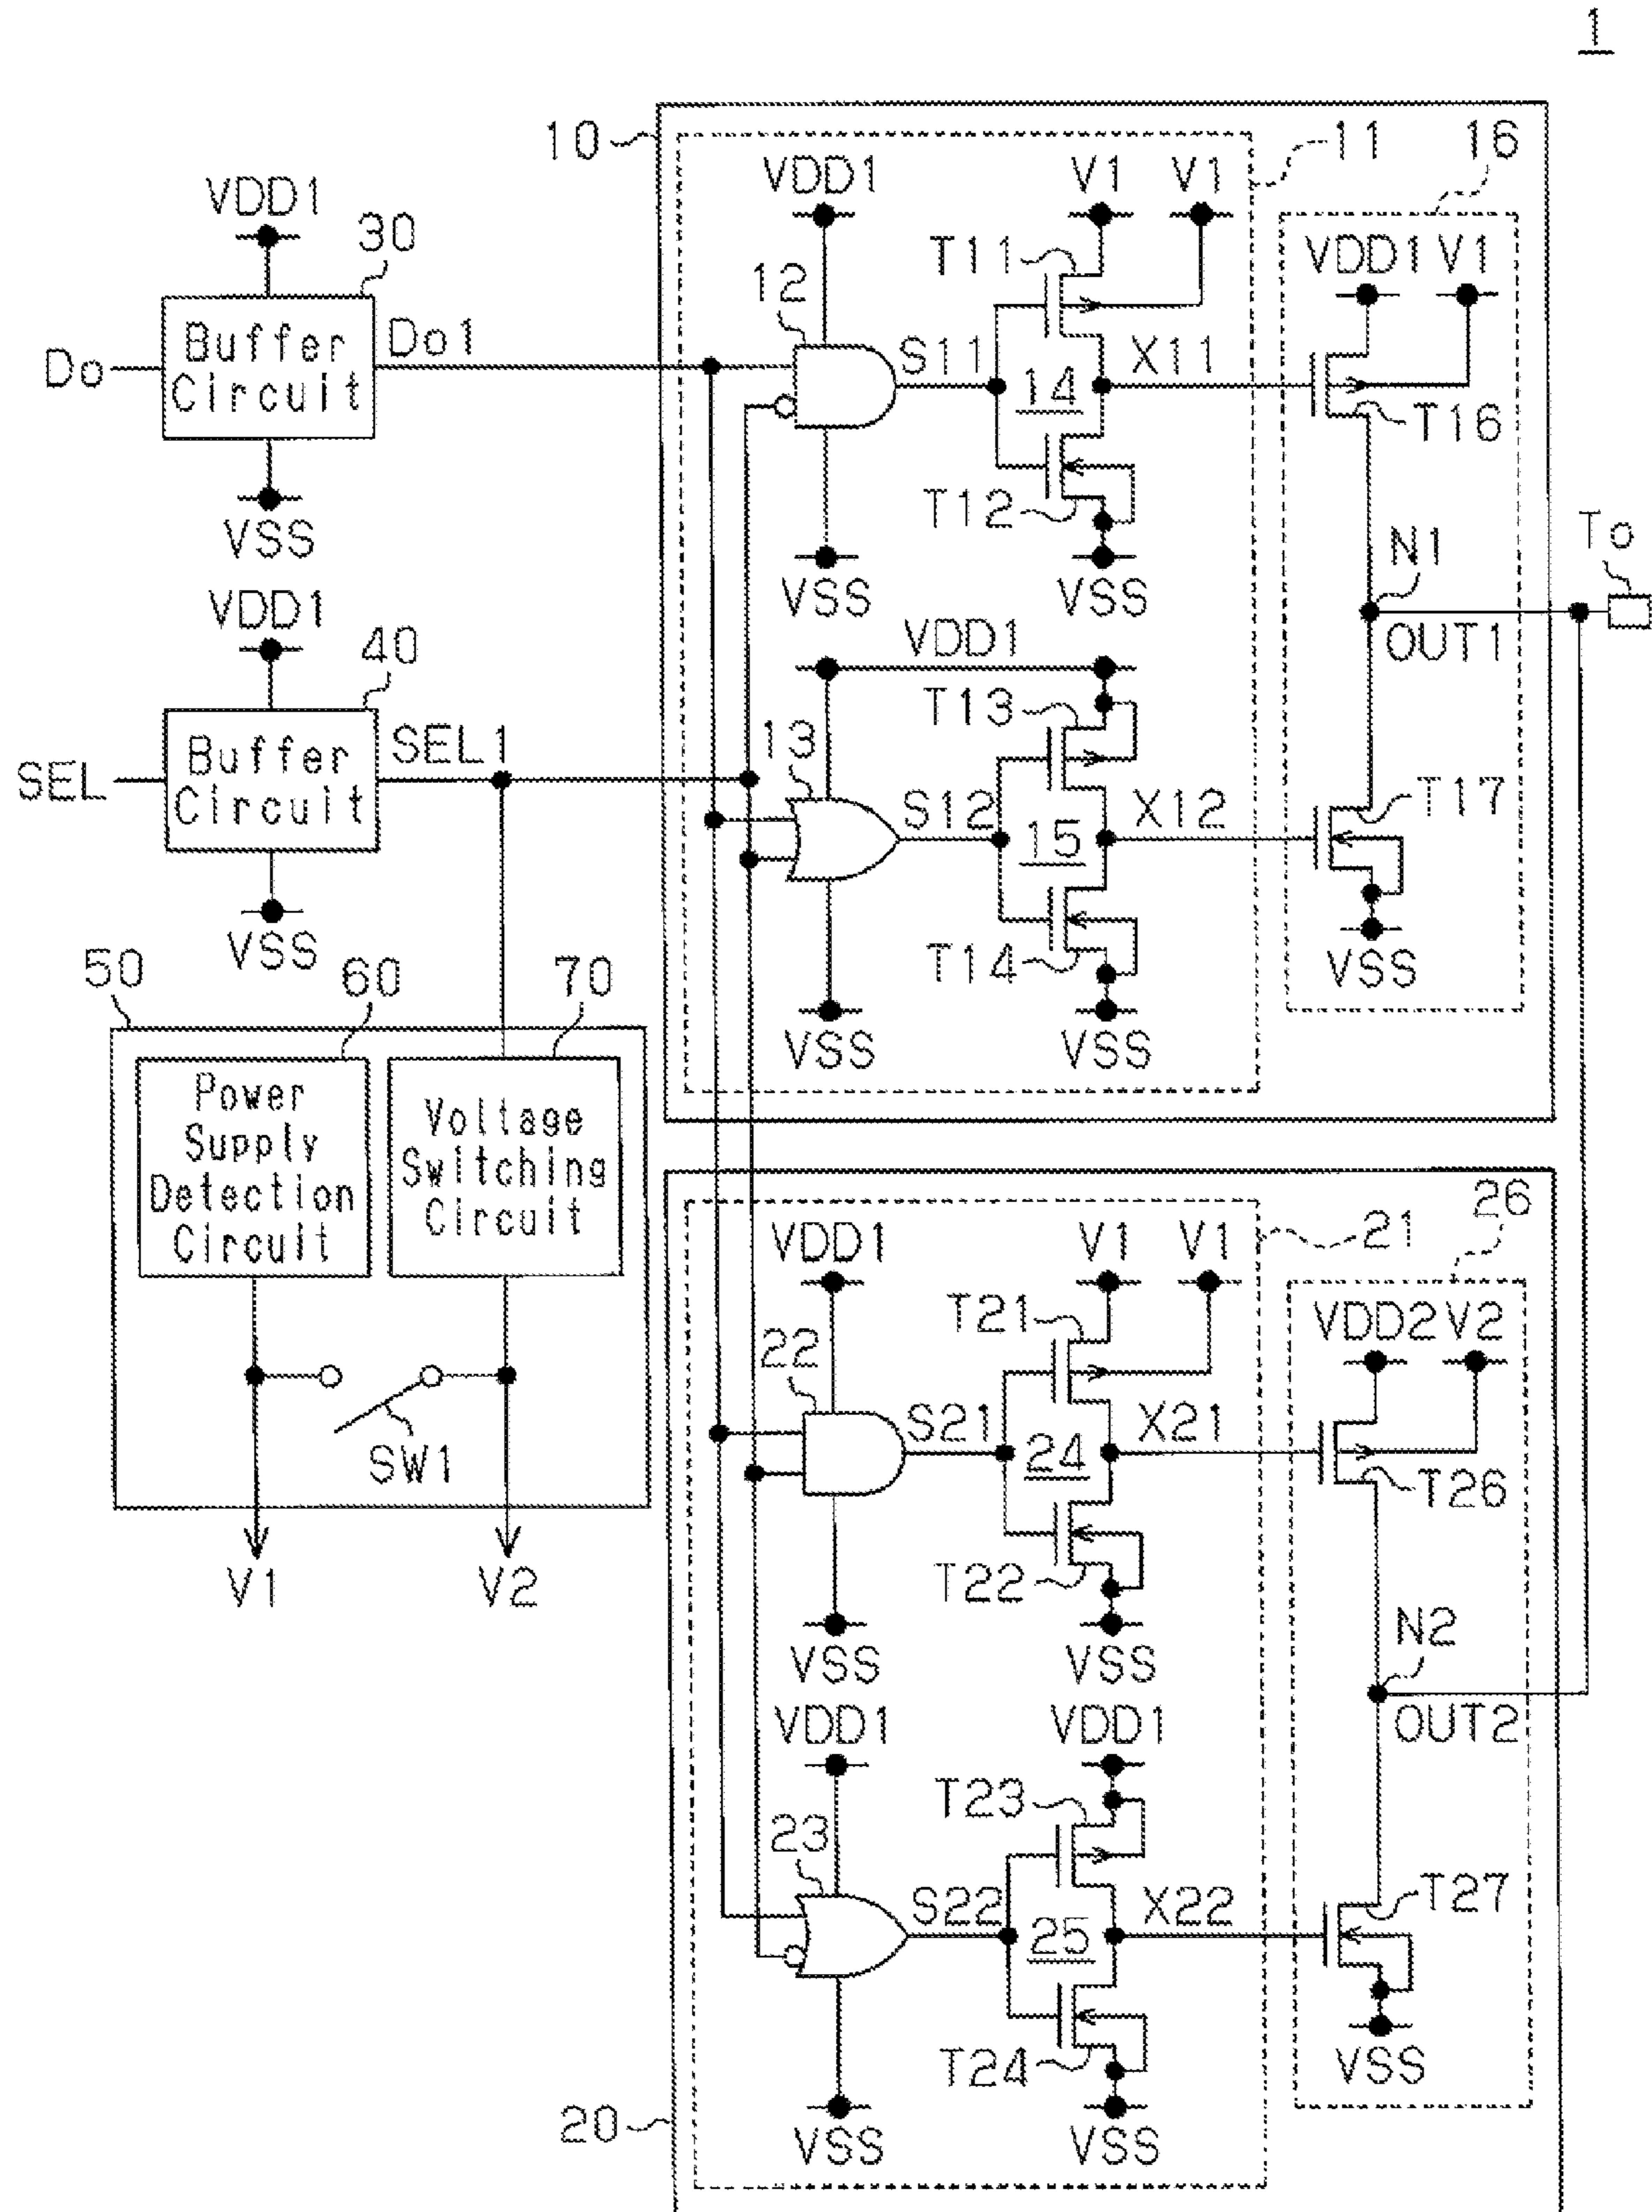 1
10
11
16
VDD1
V1
V1
VDD1
30
T11
VDD1
V1
12
Buffer
Circuit
Do
Do1
S11
14
X11
T16
T12
VSS
VSS
VSS
N1
To
VDD1
VDD1
OUT1
40
T13
13
Buffer
Circuit
SEL
SEL1
S12
15
X12
T17
T14
VSS
VSS
VSS
VSS
50
60
70
Power
Supply
Detection
Circuit
Voltage
Switching
Circuit
SW1
V1
V2
21
26
VDD1
V1
V1
T21
VDD2
V2
22
S21
24
X21
T26
T22
VSS
VSS
N2
VDD1
VDD1
OUT2
T23
23
S22
25
X22
T27
T24
VSS
20
VSS
VSS